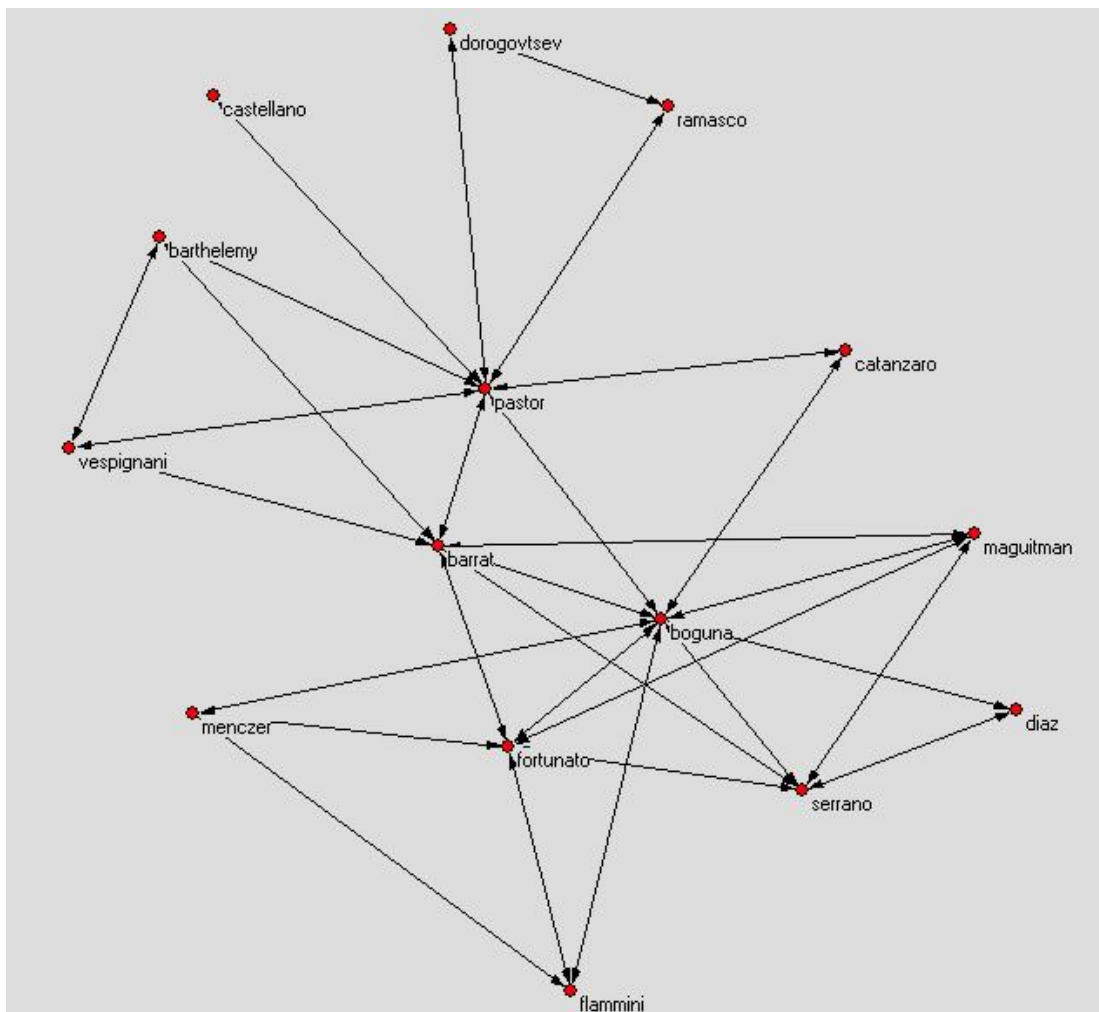 dorogovtsev
castellano
ramasco
barthelemy
catanzaro
pastor
vespignani
maguitman
barrat
boguna
menczer
diaz
fortunato
serrano
flammini